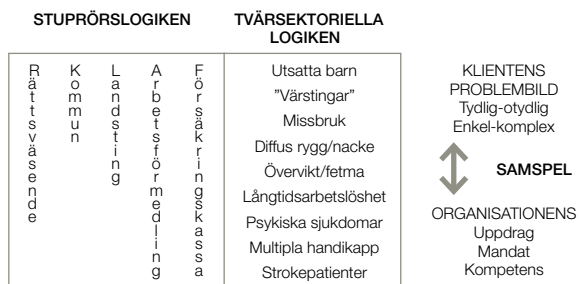 STUPRÖRSLOGIKEN
TVÄRSEKTORIELLA
LOGIKEN
Rättsväsende
Kommun
Landsting
Arbetsförmedling
Försäkringskassa
Utsatta barn
"Värstingar"
Missbruk
Diffus rygg/nacke
Övervikt/fetma
Långtidsarbetslöshet
Psykiska sjukdomar
Multipla handikapp
Strokepatienter
KLIENTENS
PROBLEMBILD
Tydlig-otydlig
Enkel-komplex
SAMSPEL
ORGANISATIONENS
Uppdrag
Mandat
Kompetens